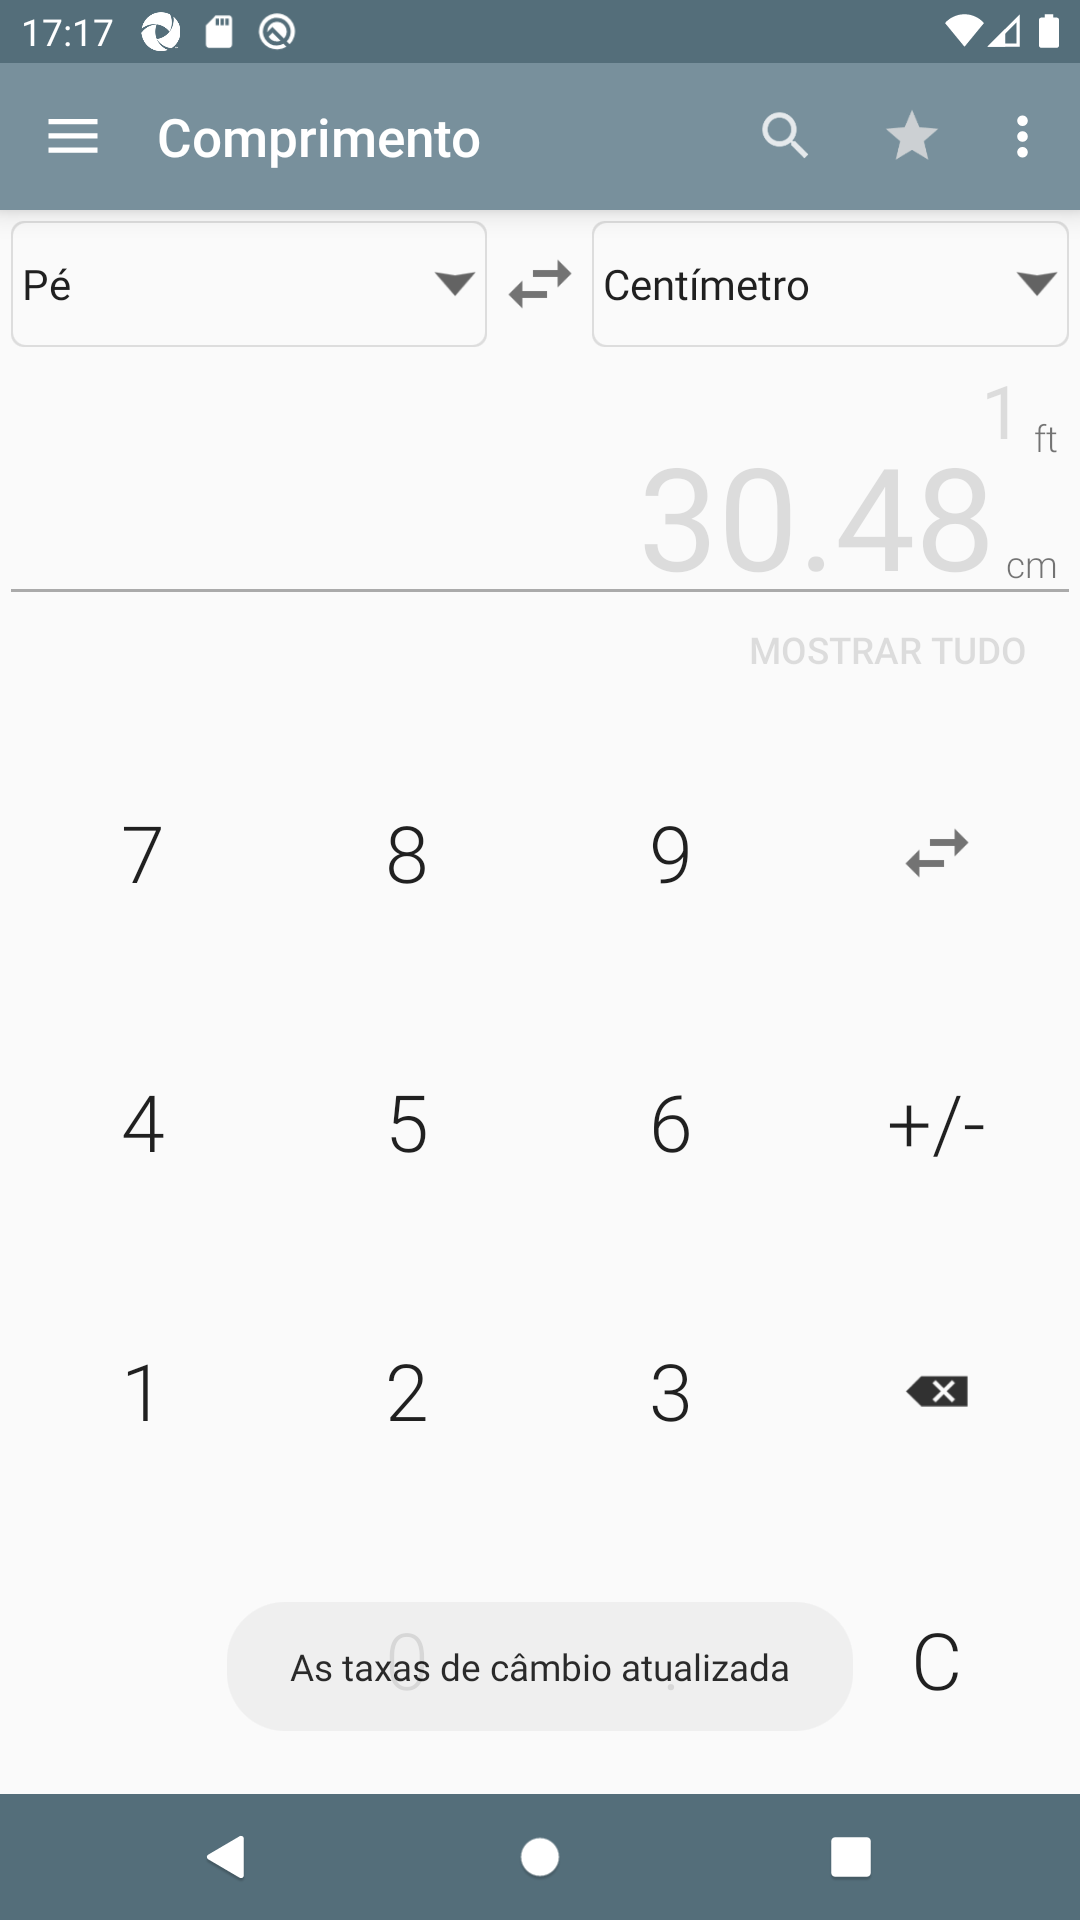 17:17
Comprimento
Pé
Centímetro
1 ft
30.48 cm
MOSTRAR TUDO
7 8 9
4 5 6 +/-
1 2 3
0 . C
As taxas de câmbio atualizada